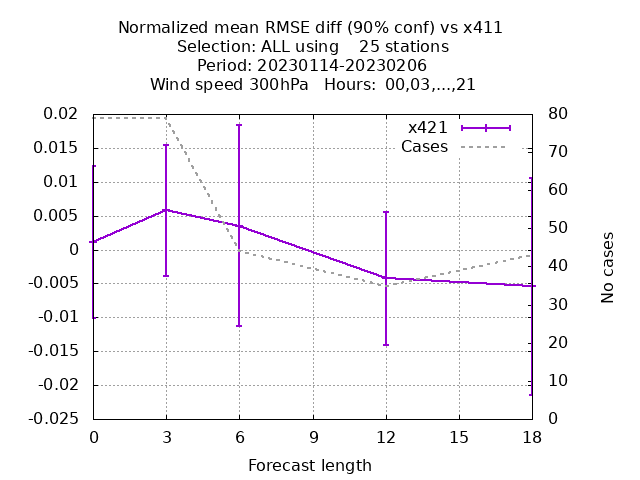 Normalized mean RMSE diff (90% conf) vs x411
Selection: ALL using    25 stations
Period: 20230114-20230206
Wind speed 300hPa   Hours: 00,03,...,21
x421
Cases
0.02
0.015
0.01
0.005
0
-0.005
-0.01
-0.015
-0.02
-0.025
80
70
60
50
40
30
20
10
0
No cases
0 3 6 9 12 15 18
Forecast length